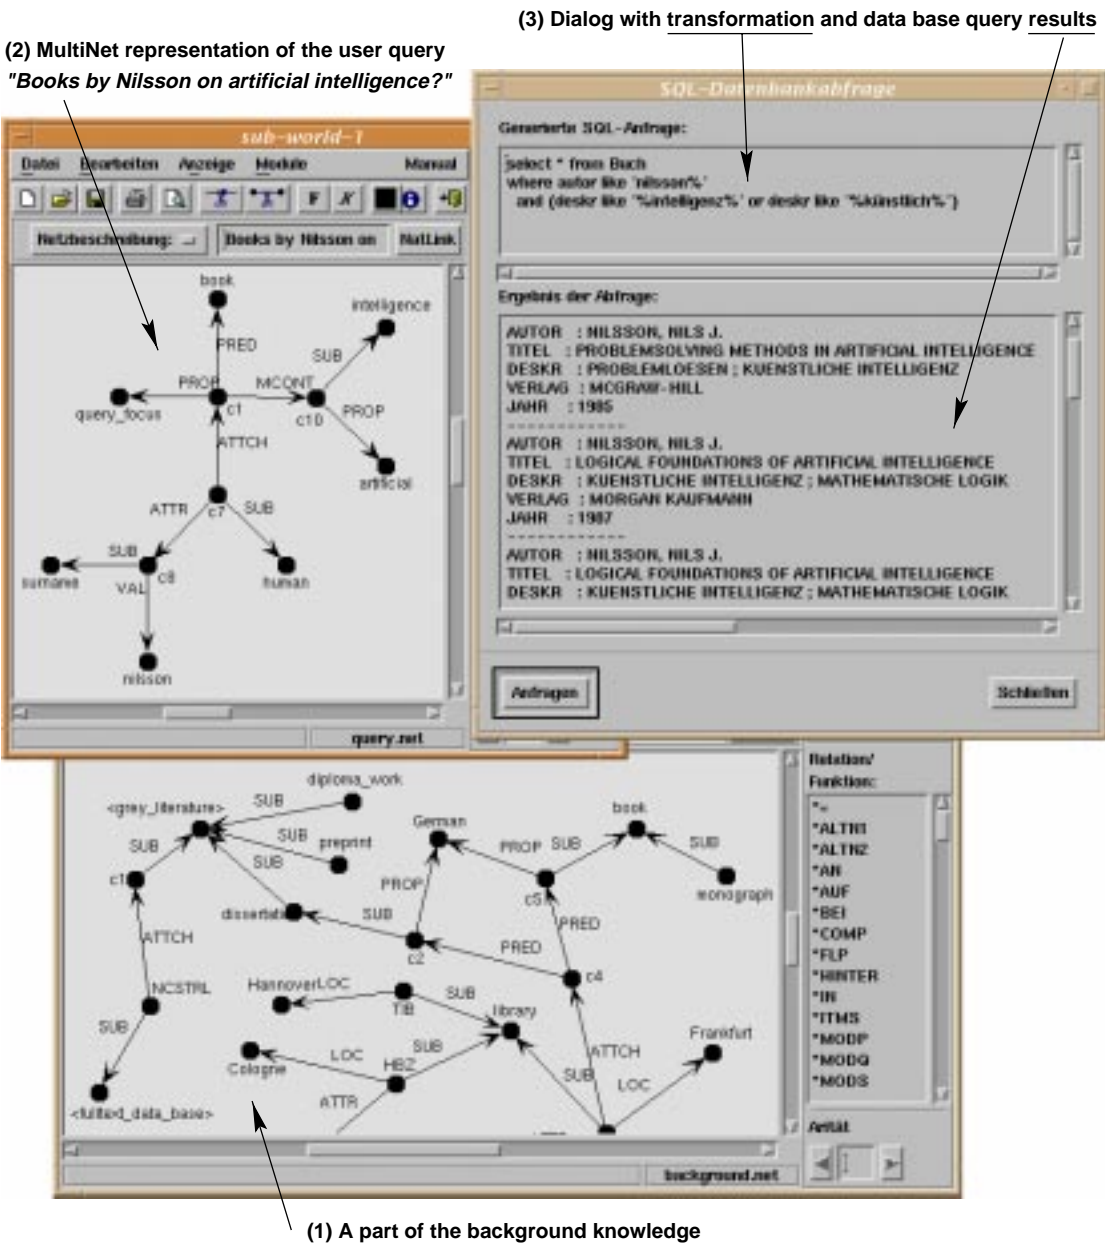 (3) Dialog with transformation and data base query results
(2) MultiNet representation of the user query
"Books by Nilsson on artificial intelligence?"
SQL-Datenbankabfrage
Generierte SQL-Anfrage:
select * from Buch
where autor like 'nilsson%'
and (deskr like '%intelligenz%' or deskr like '%künstlich%')
Ergebnis der Abfrage:
AUTOR : NILSSON, NILS J.
TITEL : PROBLEMSOLVING METHODS IN ARTIFICIAL INTELLIGENCE
DESKR : PROBLEMLOESEN ; KUENSTLICHE INTELLIGENZ
VERLAG : MCGRAW-HILL
JAHR : 1985
------------
AUTOR : NILSSON, NILS J.
TITEL : LOGICAL FOUNDATIONS OF ARTIFICIAL INTELLIGENCE
DESKR : KUENSTLICHE INTELLIGENZ ; MATHEMATISCHE LOGIK
VERLAG : MORGAN KAUFMANN
JAHR : 1987
------------
AUTOR : NILSSON, NILS J.
TITEL : LOGICAL FOUNDATIONS OF ARTIFICIAL INTELLIGENCE
DESKR : KUENSTLICHE INTELLIGENZ ; MATHEMATISCHE LOGIK
Anfragen
Schließen
sub-world-1
Datei Bearbeiten Anzeige Module Manual
F K
Netzbeschreibung: Books by Nilsson on NatLink
book
intelligence
PRED
SUB
PROP
MCONT
query_focus
c1
c10
PROP
ATTCH
artificial
ATTR
c7
SUB
SUB
surname
c8
human
VAL
nilsson
query.net
diploma_work
<grey_literature>
SUB
German
book
SUB
SUB
preprint
PROP
SUB
SUB
SUB
c1
PROP
c5
monograph
dissertati
SUB
PRED
ATTCH
c2
PRED
c4
NCSTRL
Hannover
LOC
TIB
SUB
library
SUB
Frankfurt
Cologne
LOC
HBZ
SUB
ATTCH
SUB
LOC
ATTR
<fulltext_data_base>
background.net
Relation/
Funktion:
*=
*ALTN1
*ALTN2
*AN
*AUF
*BEI
*COMP
*FLP
*HINTER
*IN
*ITMS
*MODP
*MODQ
*MODS
Arität
(1) A part of the background knowledge